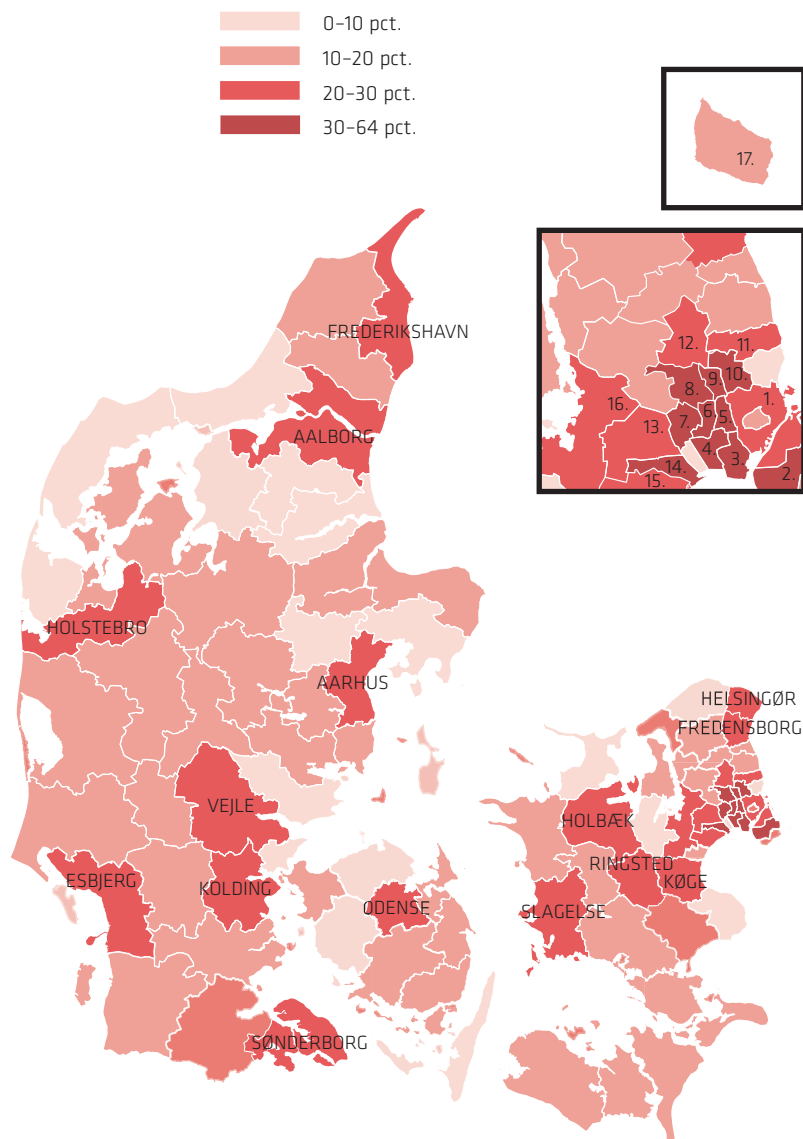 0–10 pct.
10–20 pct.
20–30 pct.
30–64 pct.
17.
FREDERIKSHAVN
12.
11.
9.
10.
8.
16.
1.
6.
5.
7.
13.
4.
3.
14.
2.
15.
AALBORG
HOLSTEBRO
AARHUS
HELSINGØR
FREDENSBORG
VEJLE
HOLBÆK
RINGSTED
ESBJERG
KOLDING
KØGE
ODENSE
SLAGELSE
SØNDERBORG